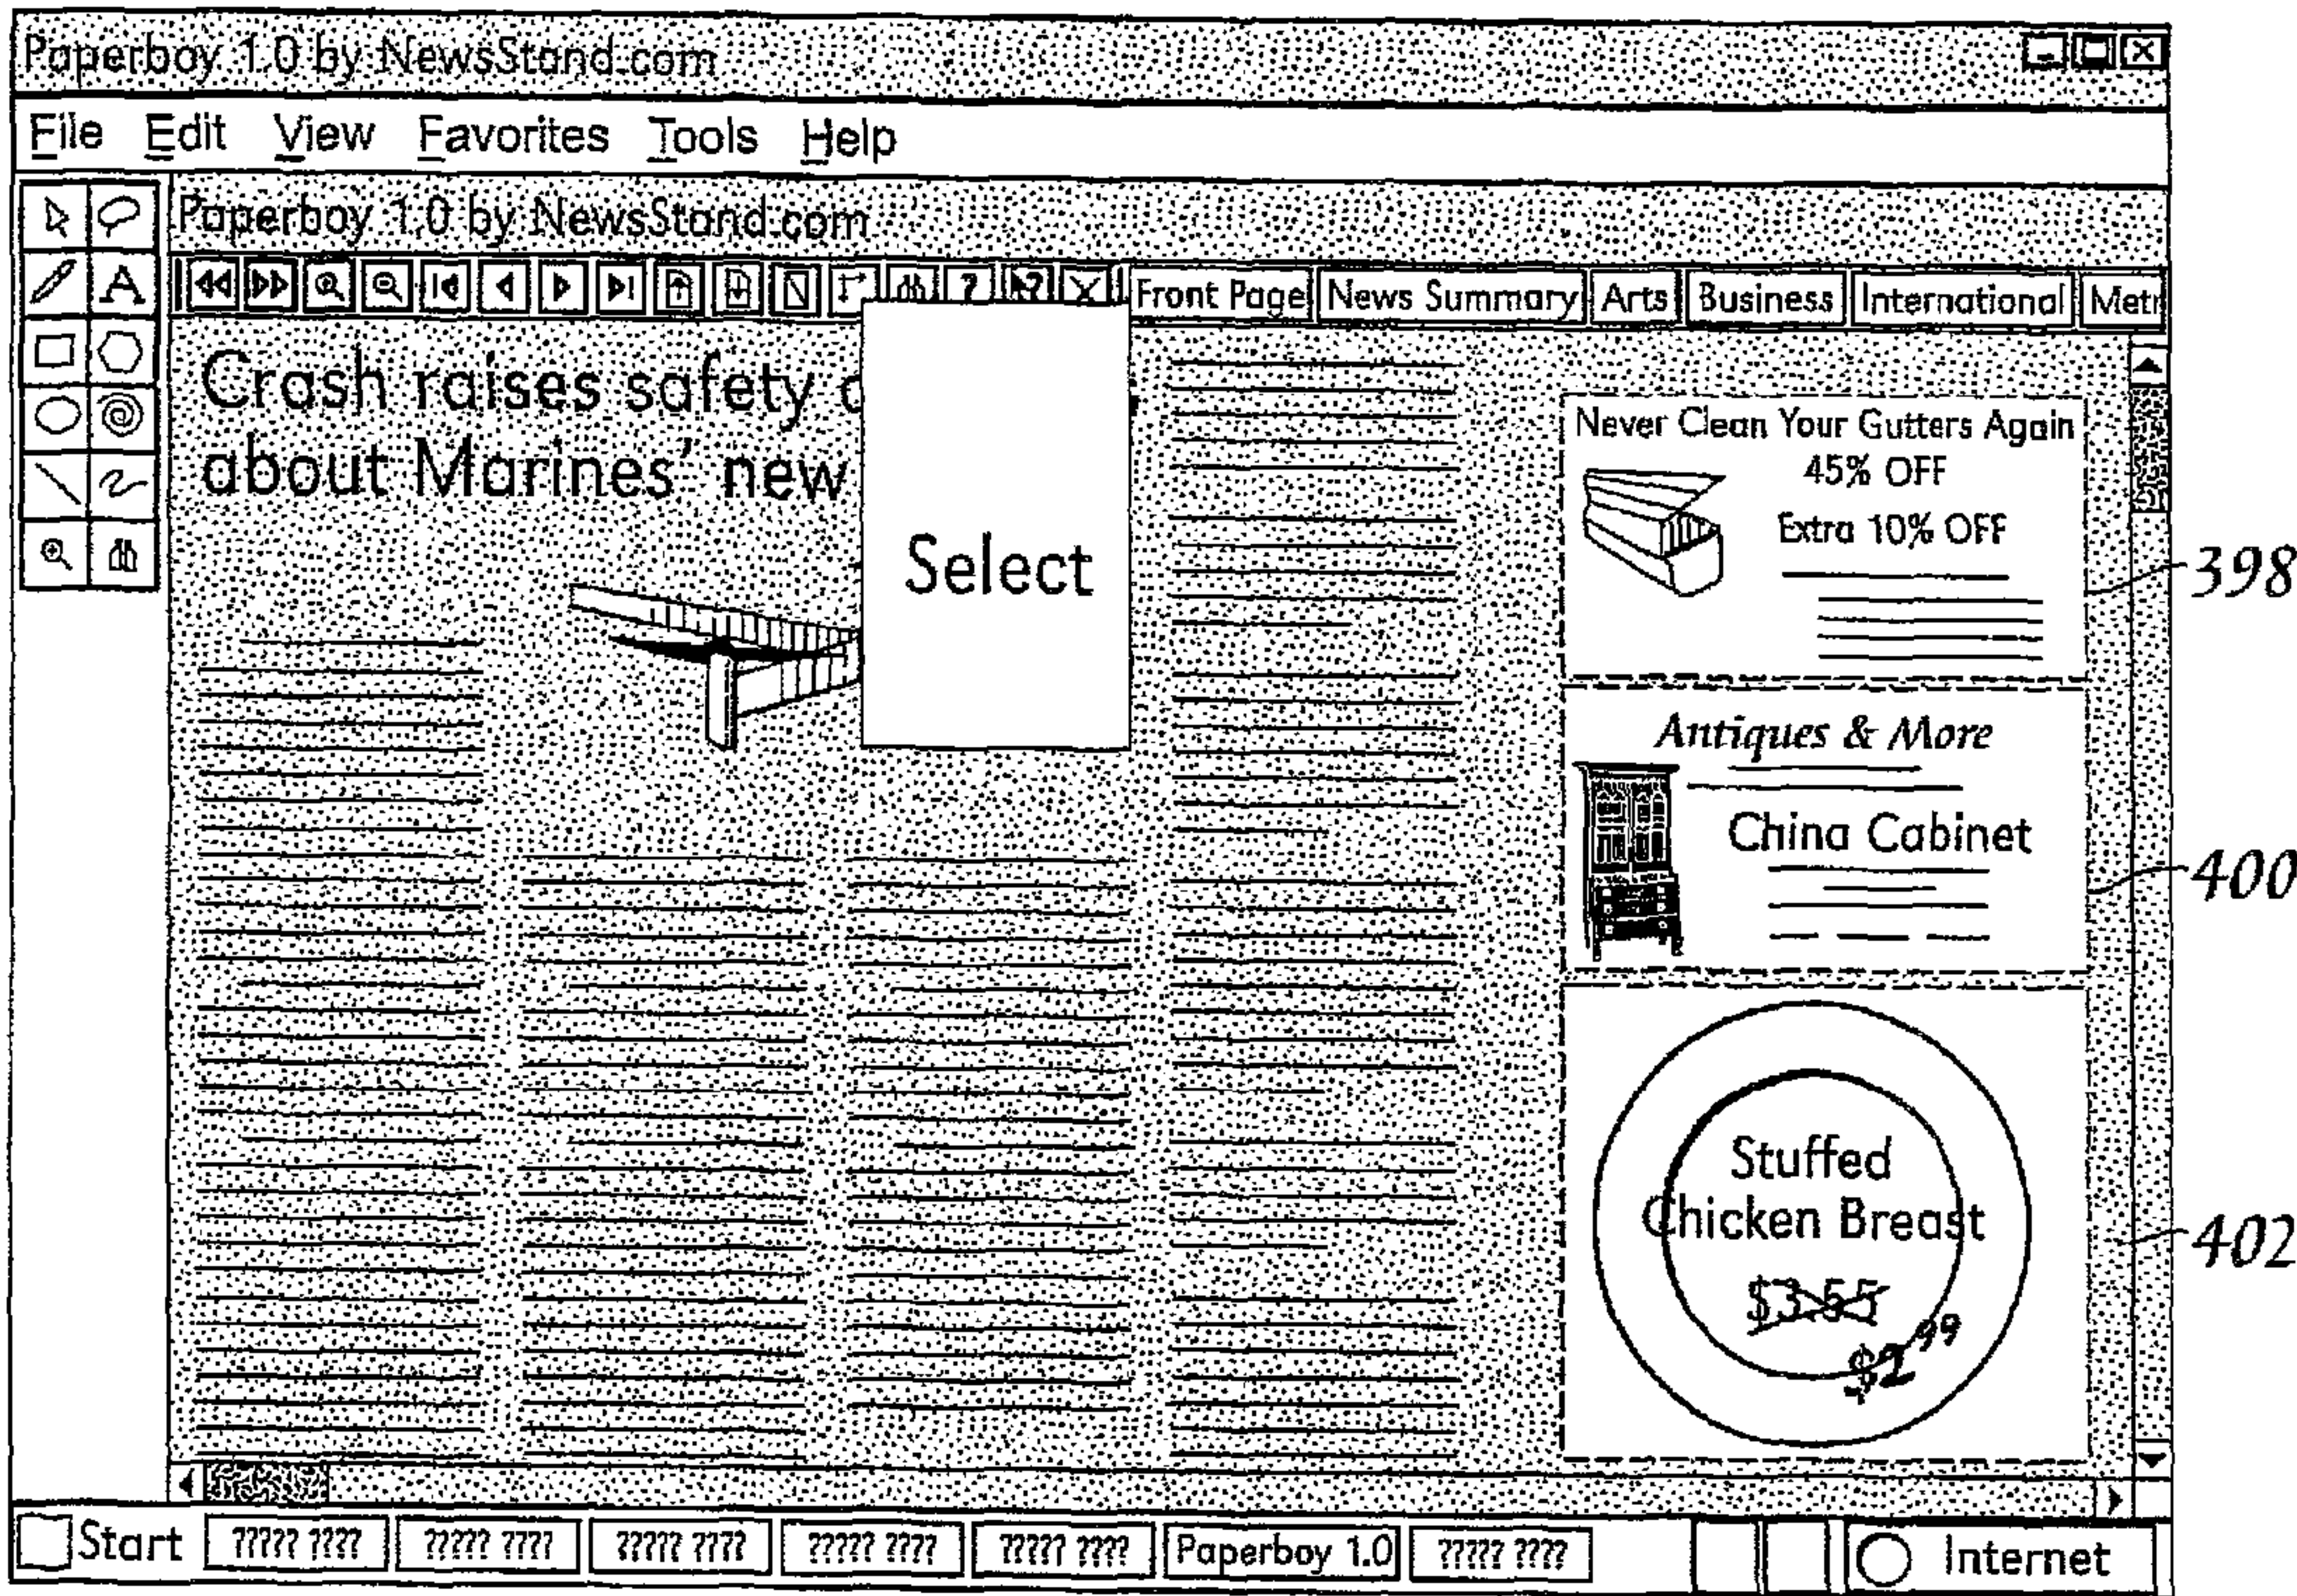 Paperboy 1.0 by NewsStand.com
File Edit View Favorites Tools Help
Paperboy 1.0 by NewsStand.com
Front Page News Summary Arts Business International Metr
Crash raises safety
about Marines' new
Select
Never Clean Your Gutters Again
45% OFF
Extra 10% OFF
398
Antiques & More
China Cabinet
400
Stuffed
Chicken Breast
$3.55
$2.99
402
Start ????? ???? ????? ???? ????? ???? ????? ???? ????? ???? Paperboy 1.0 ????? ???? Internet